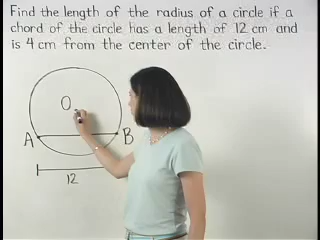 Find the length of the radius of a circle if a
chord of the circle has a length of 12 cm and
is 4 cm from the center of the circle.
O
A B
12